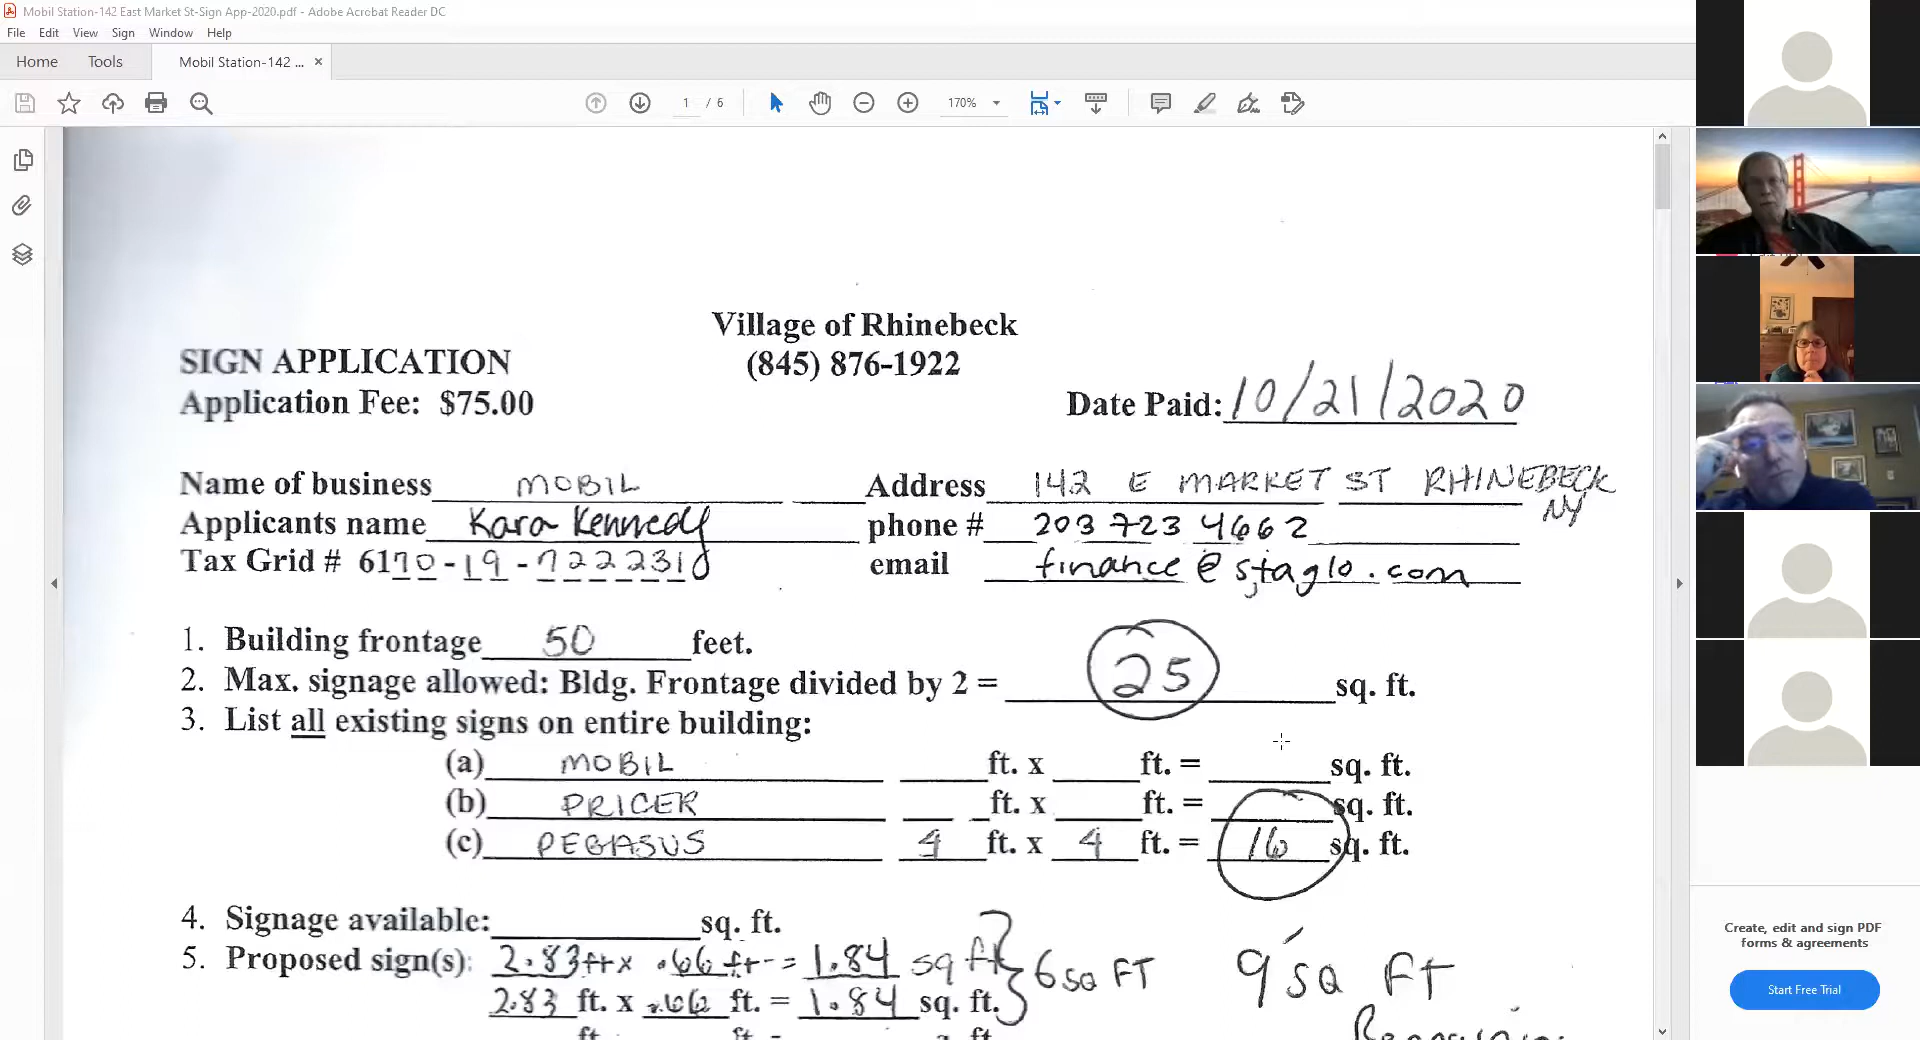 Mobil Station-142 East Market St-Sign App-2020.pdf - Adobe Acrobat Reader DC
File Edit View Sign Window Help
Home Tools Mobil Station-142 ... ×
1 / 6 170%
Village of Rhinebeck
SIGN APPLICATION (845) 876-1922
Application Fee: $75.00 Date Paid: 10/21/2020
Name of business MOBIL Address 142 E MARKET ST RHINEBECK
NY
Applicants name Kara Kennedy phone # 203 723 4662
Tax Grid # 6170-19-7222310 email finance@staglo.com
1. Building frontage 50 feet.
2. Max. signage allowed: Bldg. Frontage divided by 2 = 25 sq. ft.
3. List all existing signs on entire building:
(a) MOBIL ft. x ft. = sq. ft.
(b) PRICER ft. x ft. = sq. ft.
(c) PEGASUS 4 ft. x 4 ft. = 16 sq. ft.
4. Signage available: sq. ft.
5. Proposed sign(s): 2.83 ft x .66 ft = 1.84 sq ft 6 SQ FT 9 SQ FT
2.83 ft. x .66 ft. = 1.84 sq. ft.
Create, edit and sign PDF
forms & agreements
Start Free Trial